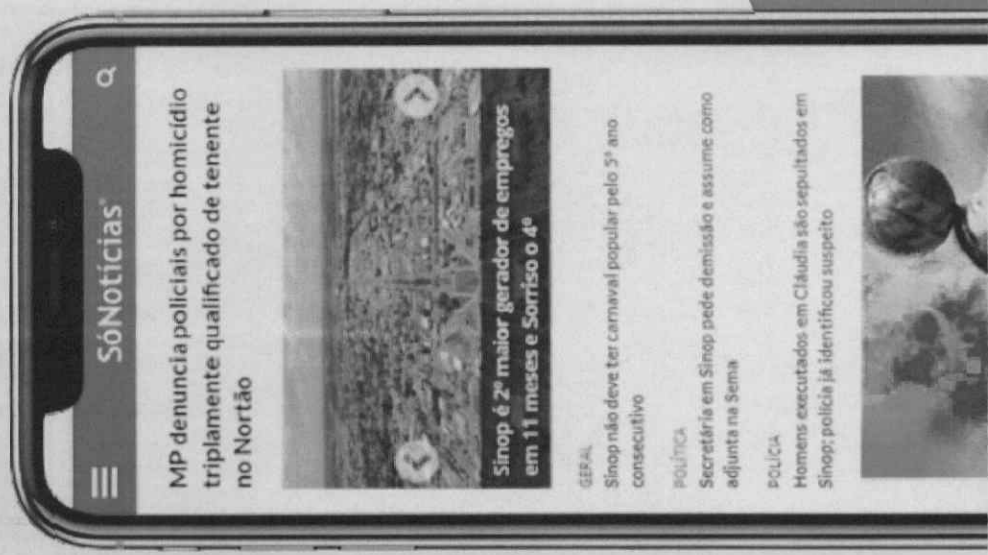 SóNotícias
MP denuncia policiais por homicídio
triplamente qualificado de tenente
no Nortão
Sinop é 2º maior gerador de empregos
em 11 meses e Sorriso o 4º
GERAL
Sinop não deve ter carnaval popular pelo 5º ano
consecutivo
POLÍTICA
Secretária em Sinop pede demissão e assume como
adjunta na Sema
POLÍCIA
Homens executados em Cláudia são sepultados em
Sinop; polícia já identificou suspeito